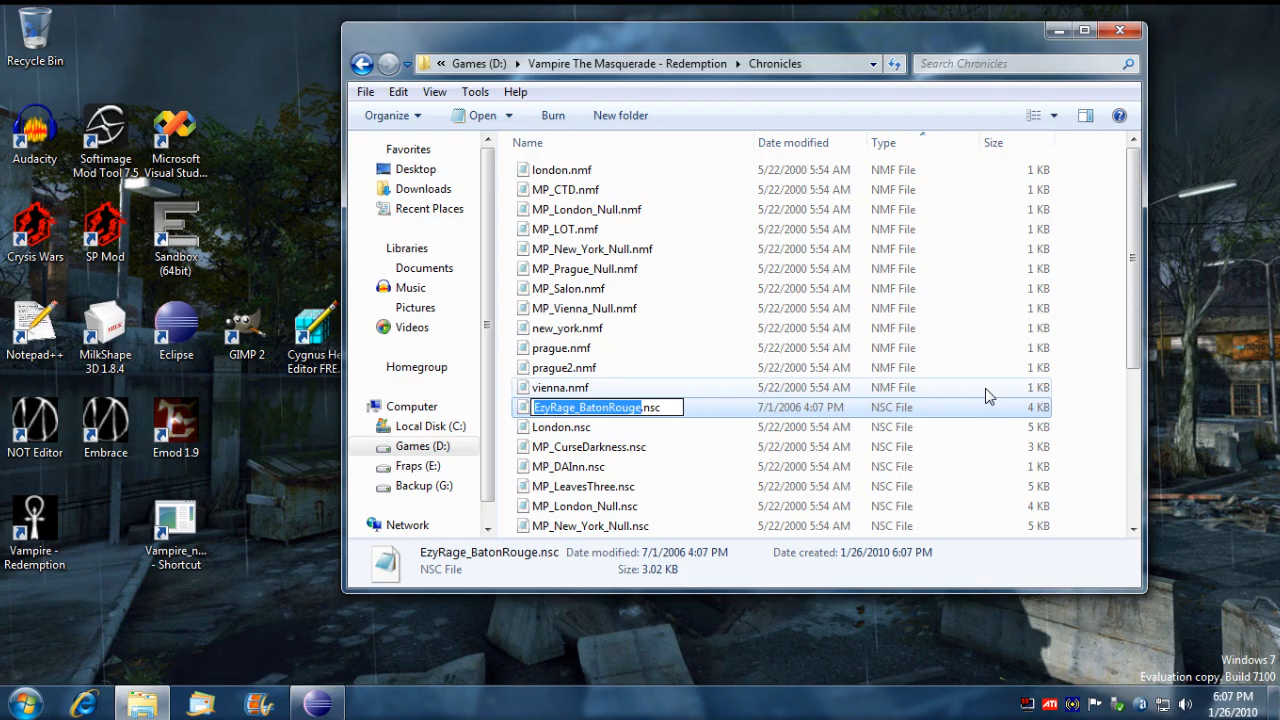 Recycle Bin
Audacity
Softimage
Mod Tool 7.5
Microsoft
Visual Stud...
Crysis Wars
SP Mod
Sandbox
(64bit)
Notepad++
MilkShape
3D 1.8.4
Eclipse
GIMP 2
Cygnus He
Editor FRE
NOT Editor
Embrace
Emod 1.9
Vampire -
Redemption
Vampire_n...
- Shortcut
« Games (D:) Vampire The Masquerade - Redemption Chronicles
Search Chronicles
File Edit View Tools Help
Organize Open Burn New folder
Favorites
Desktop
Downloads
Recent Places
Libraries
Documents
Music
Pictures
Videos
Homegroup
Computer
Local Disk (C:)
Games (D:)
Fraps (E:)
Backup (G:)
Network
Name Date modified Type Size
london.nmf 5/22/2000 5:54 AM NMF File 1 KB
MP_CTD.nmf 5/22/2000 5:54 AM NMF File 1 KB
MP_London_Null.nmf 5/22/2000 5:54 AM NMF File 1 KB
MP_LOT.nmf 5/22/2000 5:54 AM NMF File 1 KB
MP_New_York_Null.nmf 5/22/2000 5:54 AM NMF File 1 KB
MP_Prague_Null.nmf 5/22/2000 5:54 AM NMF File 1 KB
MP_Salon.nmf 5/22/2000 5:54 AM NMF File 1 KB
MP_Vienna_Null.nmf 5/22/2000 5:54 AM NMF File 1 KB
new_york.nmf 5/22/2000 5:54 AM NMF File 1 KB
prague.nmf 5/22/2000 5:54 AM NMF File 1 KB
prague2.nmf 5/22/2000 5:54 AM NMF File 1 KB
vienna.nmf 5/22/2000 5:54 AM NMF File 1 KB
EzyRage_BatonRouge.nsc 7/1/2006 4:07 PM NSC File 4 KB
London.nsc 5/22/2000 5:54 AM NSC File 5 KB
MP_CurseDarkness.nsc 5/22/2000 5:54 AM NSC File 3 KB
MP_DAInn.nsc 5/22/2000 5:54 AM NSC File 1 KB
MP_LeavesThree.nsc 5/22/2000 5:54 AM NSC File 5 KB
MP_London_Null.nsc 5/22/2000 5:54 AM NSC File 4 KB
MP_New_York_Null.nsc 5/22/2000 5:54 AM NSC File 5 KB
EzyRage_BatonRouge.nsc Date modified: 7/1/2006 4:07 PM Date created: 1/26/2010 6:07 PM
NSC File Size: 3.02 KB
Windows 7
Evaluation copy. Build 7100
ATI
6:07 PM
1/26/2010